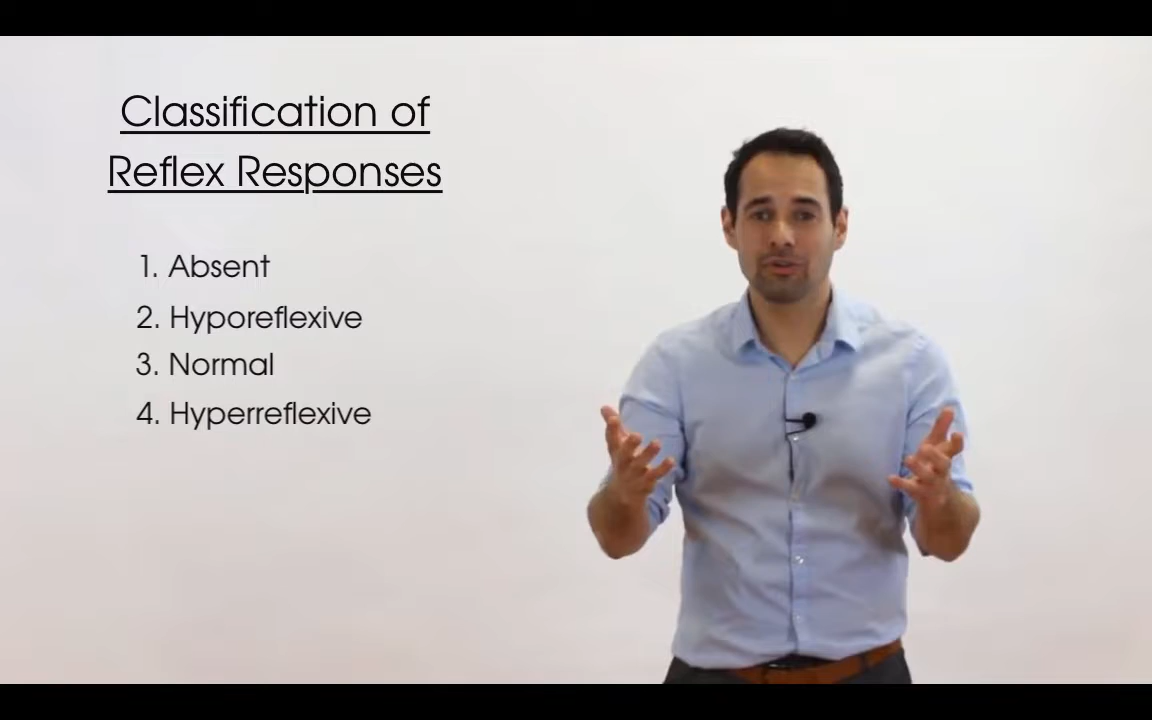 Classification of
Reflex Responses
1. Absent
2. Hyporeflexive
3. Normal
4. Hyperreflexive